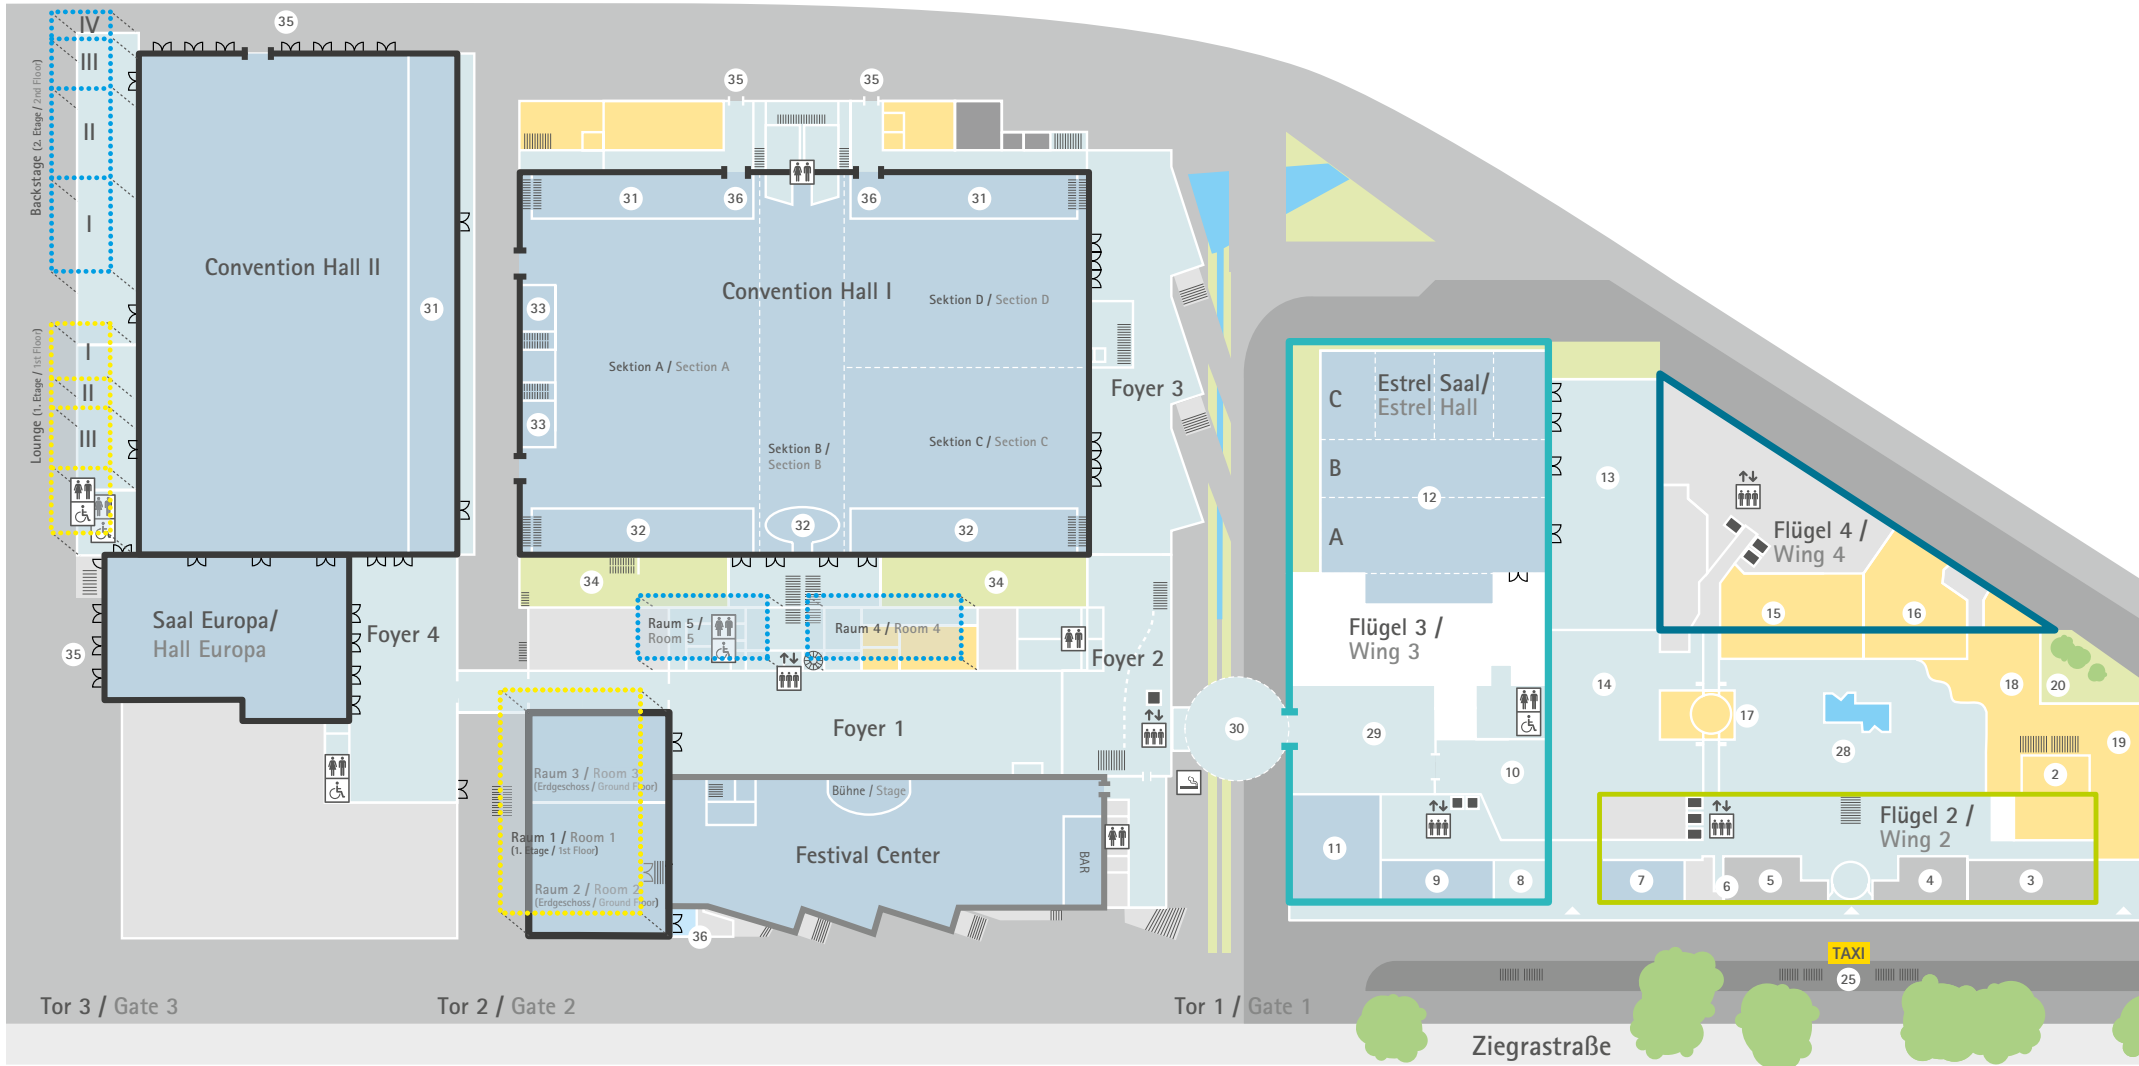 IV
III
II
I
Backstage (2. Etage / 2nd Floor)
I
II
III
Lounge (1. Etage / 1st Floor)
35
Convention Hall II
31
Saal Europa/
Hall Europa
35
Foyer 4
35
35
31
36
36
31
33
33
Convention Hall I
Sektion D / Section D
Sektion A / Section A
Sektion B /
Section B
Sektion C / Section C
32
32
32
Foyer 3
34
34
Raum 5 /
Room 5
Raum 4 / Room 4
Foyer 2
Foyer 1
Raum 3 / Room 3
(Erdgeschoss / Ground Floor)
Raum 1 / Room 1
(1. Etage / 1st Floor)
Raum 2 / Room 2
(Erdgeschoss / Ground Floor)
36
Bühne / Stage
Festival Center
BAR
30
C
B
A
Estrel Saal/
Estrel Hall
12
Flügel 3 /
Wing 3
29
10
11
9
8
13
14
Flügel 4 /
Wing 4
15
16
17
18
20
28
19
2
Flügel 2 /
Wing 2
7
6
5
4
3
TAXI
25
Tor 3 / Gate 3
Tor 2 / Gate 2
Tor 1 / Gate 1
Ziegrastraße